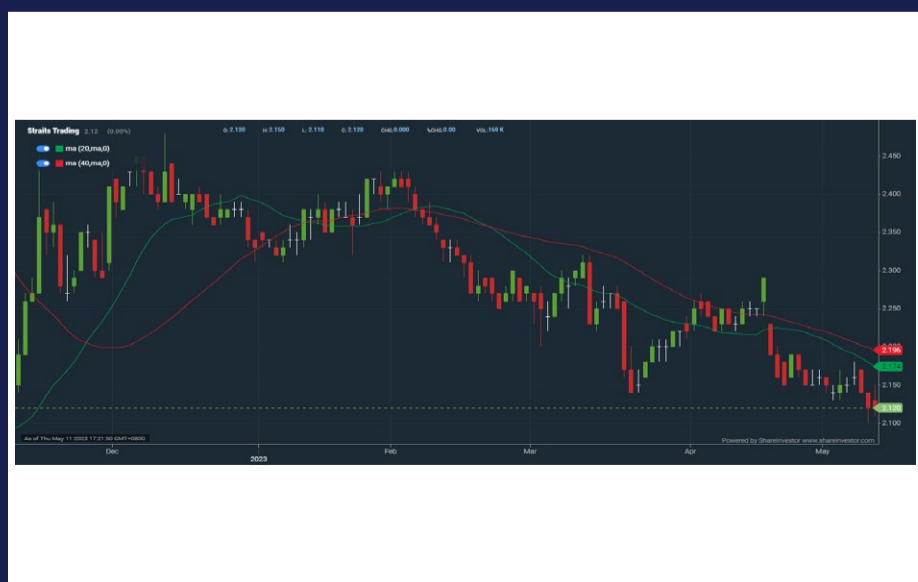 Straits Trading 2.12 (0.00%) O: 2.130 H: 2.150 L: 2.110 C: 2.120 CHG: 0.000 %CHG: 0.00 VOL: 160 K
ma (20,ma,0)
ma (40,ma,0)
2.450
2.400
2.350
2.300
2.250
2.196
2.174
2.150
2.120
2.100
As of Thu May 11 2023 17:21:50 GMT+0800
Powered by ShareInvestor www.shareinvestor.com
Dec 2023 Feb Mar Apr May